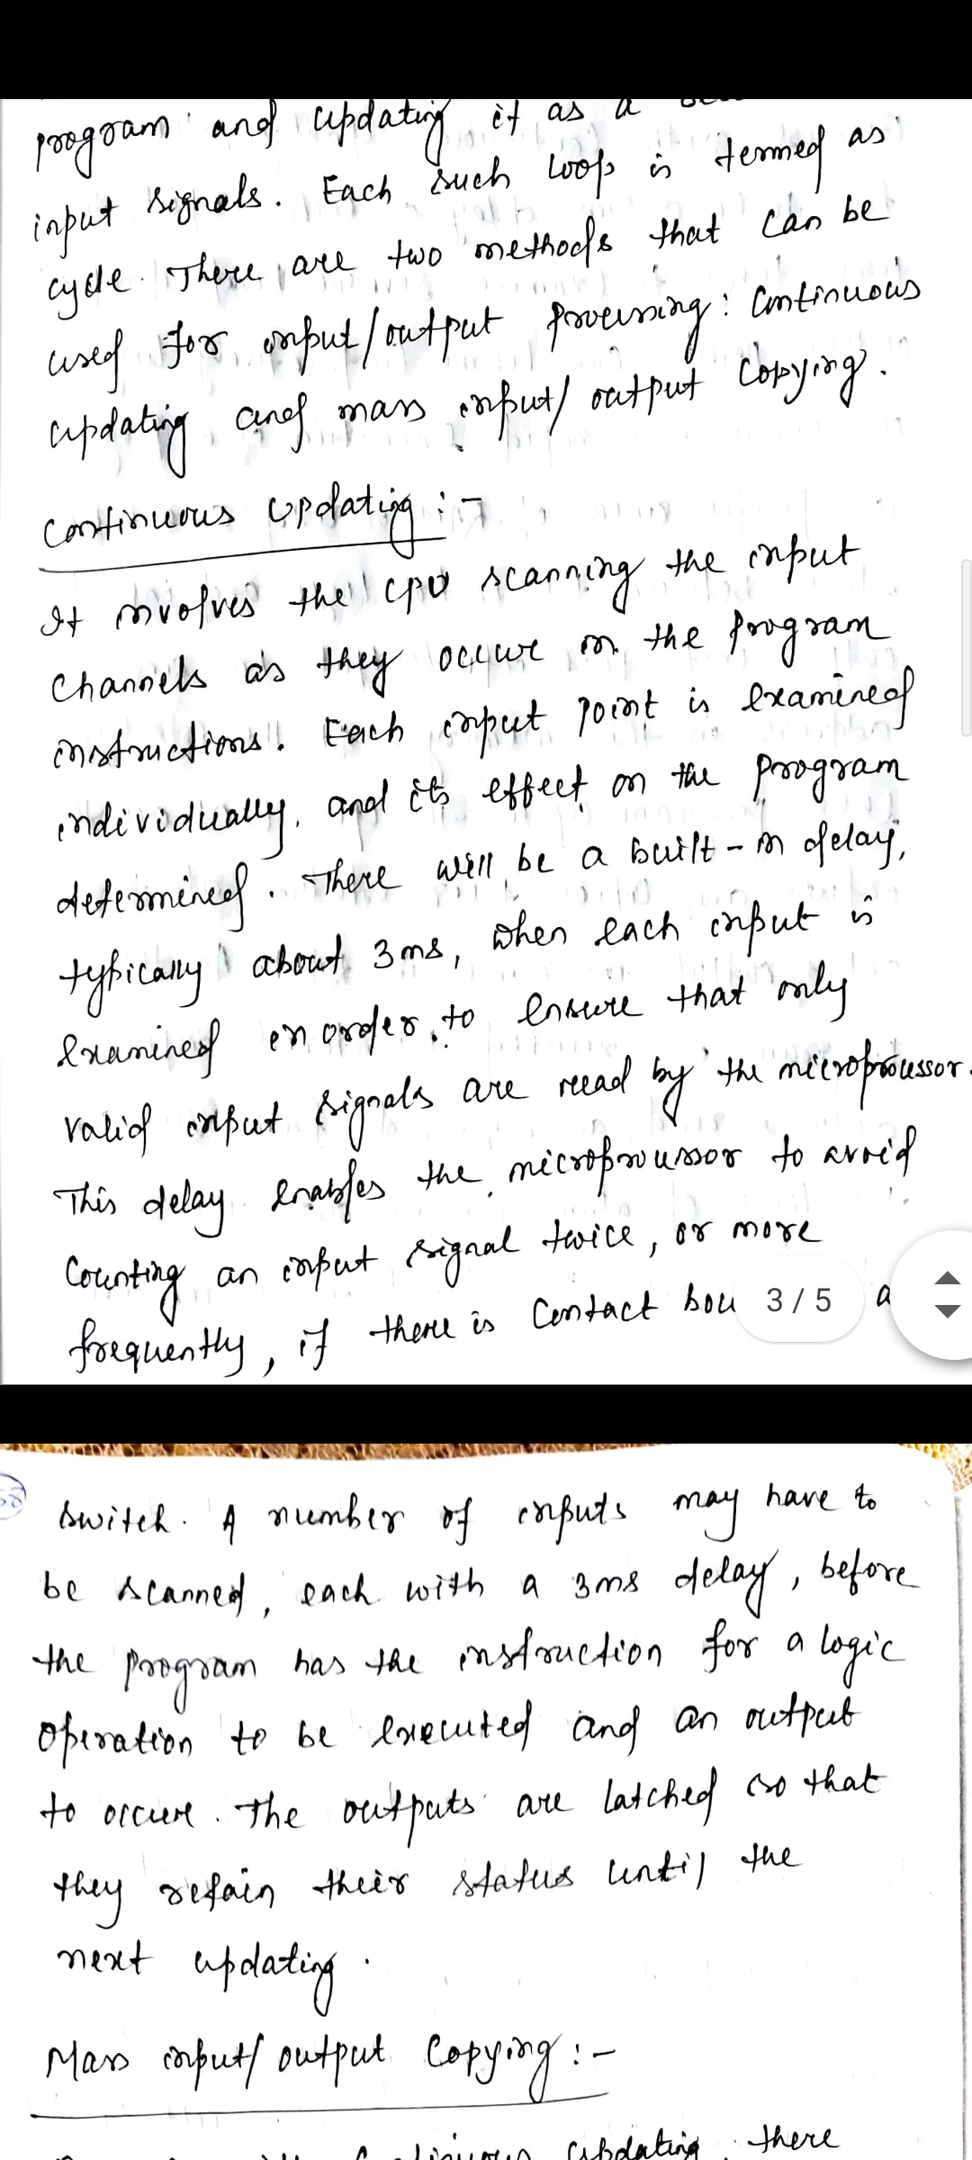 program and updating it as a
input signals. Each such loop is termed as
cycle. There are two methods that can be
used for input/output processing: Continuous
updating and mass input/output copying.
Continuous Updating :-
It involves the CPU scanning the input
Channels as they occure in the program
instructions. Each input point is examined
individually, and its effect on the program
determined. There will be a built-in delay,
typically about 3ms, when each input is
examined in order to ensure that only
valid input signals are read by the microprocessor.
This delay enables the microprocessor to avoid
Counting an input signal twice, or more
frequently, if there is Contact bou 3/5 a
switch. A number of inputs may have to
be scanned, each with a 3ms delay, before
the program has the instruction for a logic
Operation to be executed and an output
to occure. The outputs are latched so that
they retain their status until the
next updating.
Mass input/output Copying :-
updating, there